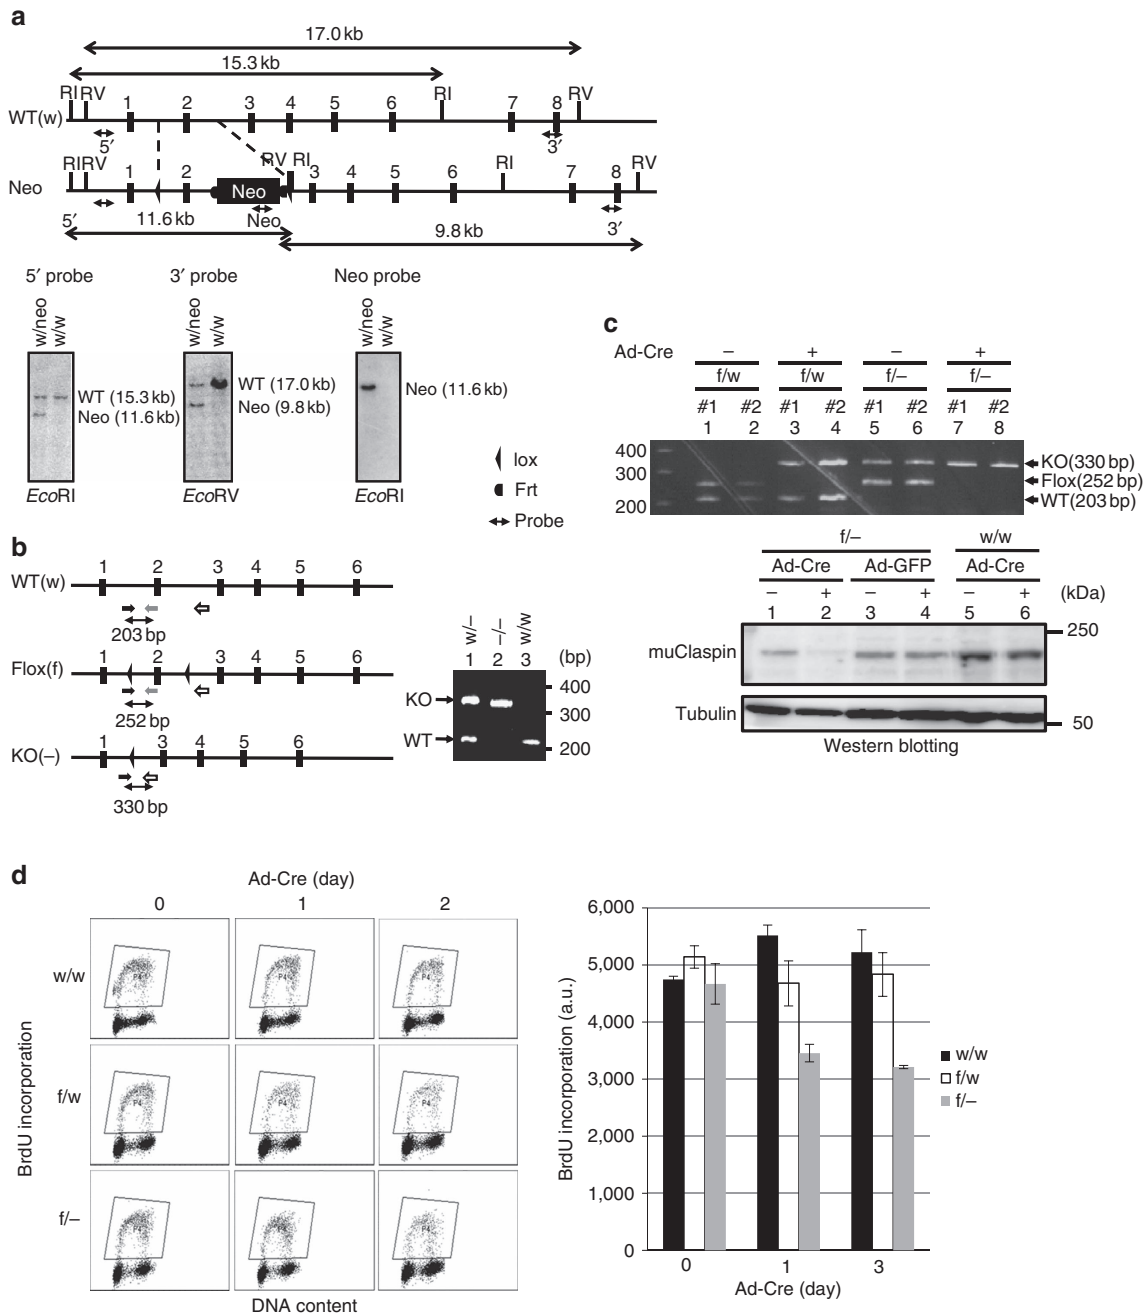 a
17.0 kb
15.3 kb
RI RV 1 2 3 4 5 6 RI 7 8 RV
WT(w)
5′ 3′
RI RV 1 2 RV RI 3 4 5 6 RI 7 8 RV
Neo Neo
5′ 11.6 kb Neo 9.8 kb 3′
5′ probe 3′ probe Neo probe
w/neo w/w w/neo w/w w/neo w/w
WT (15.3 kb)
Neo (11.6 kb)
WT (17.0 kb)
Neo (9.8 kb)
Neo (11.6 kb)
EcoRI EcoRV EcoRI
lox
Frt
Probe
b
1 2 3 4 5 6
WT(w)
203 bp
1 2 3 4 5 6
Flox(f)
252 bp
1 3 4 5 6
KO(–)
330 bp
w/– –/– w/w
1 2 3 (bp)
KO 400
300
WT 200
c
Ad-Cre – + – +
f/w f/w f/– f/–
#1 #2 #1 #2 #1 #2 #1 #2
1 2 3 4 5 6 7 8
400
300
200
KO(330 bp)
Flox(252 bp)
WT(203 bp)
f/– w/w
Ad-Cre Ad-GFP Ad-Cre
– + – + – + (kDa)
1 2 3 4 5 6
250
muClaspin
Tubulin
50
Western blotting
d
Ad-Cre (day)
0 1 2
w/w
P4 P4 P4
f/w
P4 P4 P4
f/–
P4 P4 P4
BrdU incorporation
DNA content
6,000
5,000
4,000
3,000
2,000
1,000
0
BrdU incorporation (a.u.)
0 1 3
Ad-Cre (day)
w/w
f/w
f/–